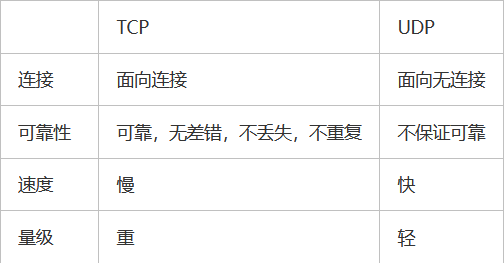 TCP UDP
连接 面向连接 面向无连接
可靠性 可靠，无差错，不丢失，不重复 不保证可靠
速度 慢 快
量级 重 轻